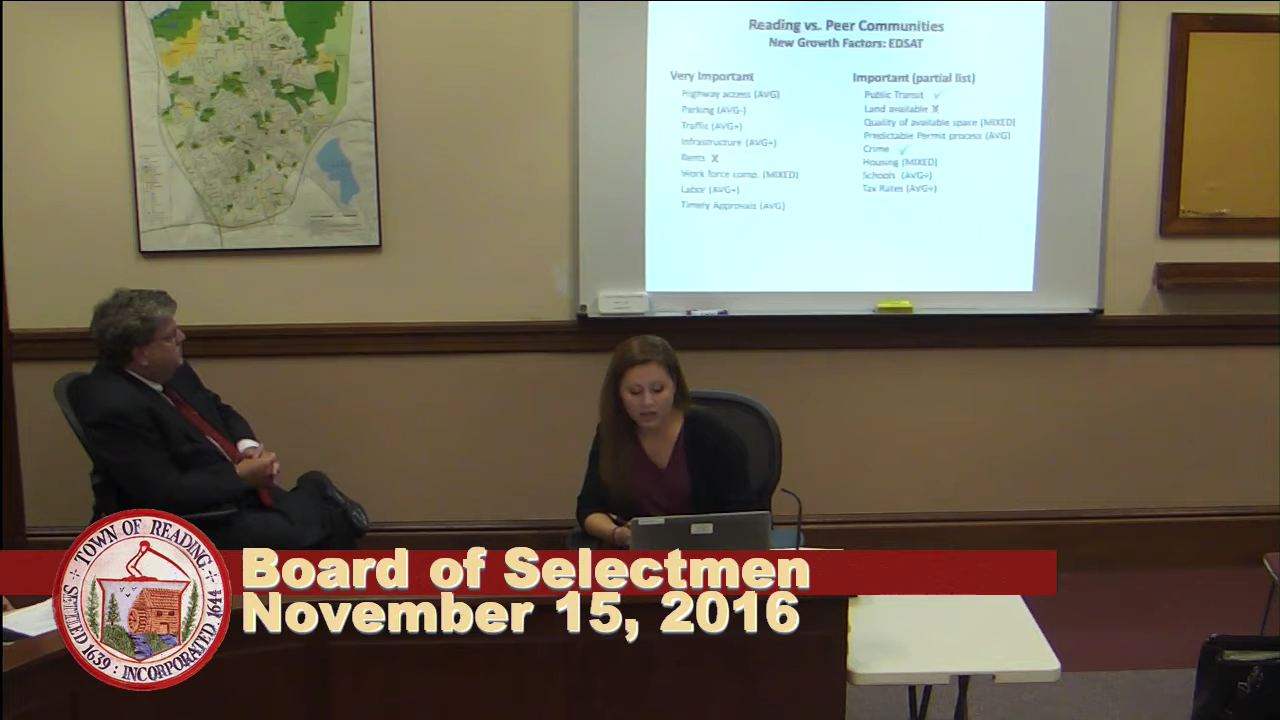 Reading vs. Peer Communities
New Growth Factors: EDSAT
Very Important
Highway access (AVG)
Parking (AVG-)
Traffic (AVG+)
Infrastructure (AVG+)
Rents X
Work force comp. (MIXED)
Labor (AVG+)
Timely Approvals (AVG)
Important (partial list)
Public Transit ✓
Land available X
Quality of available space (MIXED)
Predictable Permit process (AVG)
Crime ✓
Housing (MIXED)
Schools (AVG+)
Tax Rates (AVG+)
TOWN OF READING
SETTLED 1639 : INCORPORATED 1644
Board of Selectmen
November 15, 2016